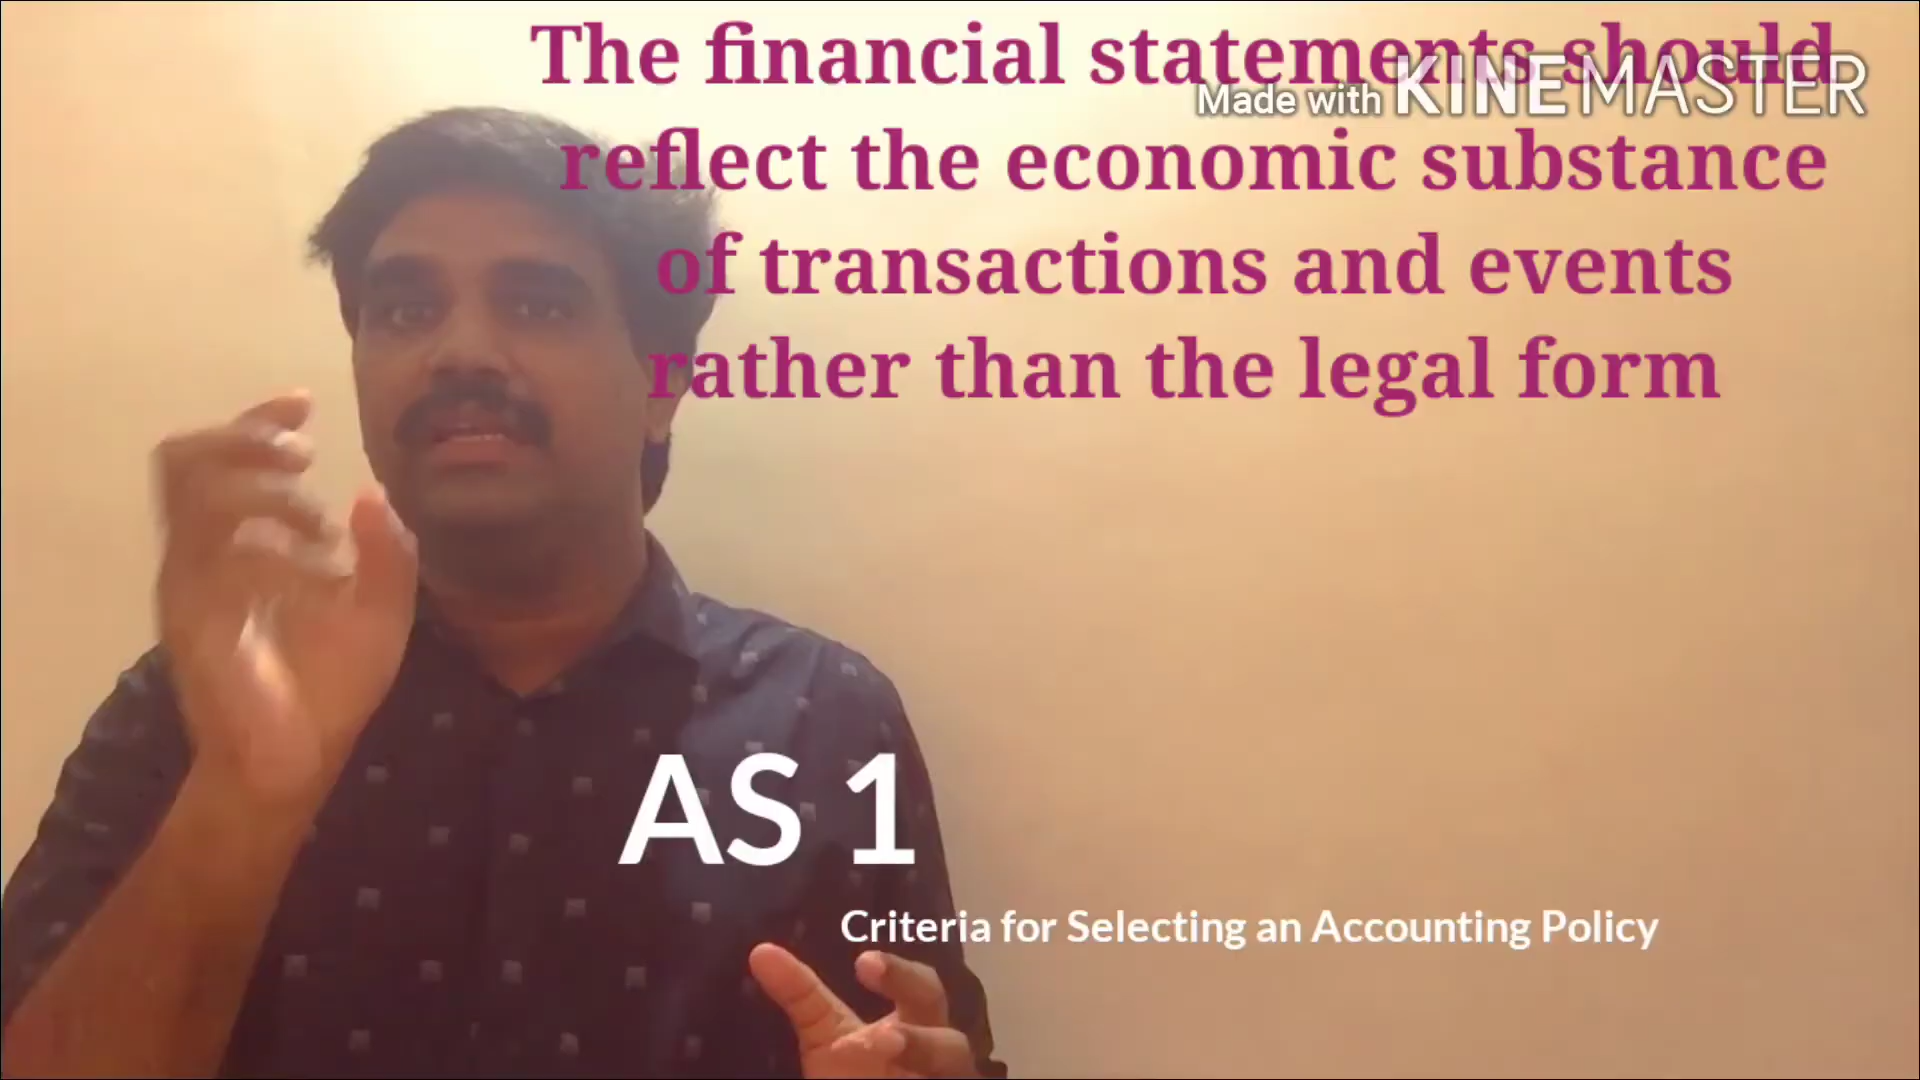 The financial statements should
Made with KINEMASTER
reflect the economic substance
of transactions and events
rather than the legal form
AS 1
Criteria for Selecting an Accounting Policy